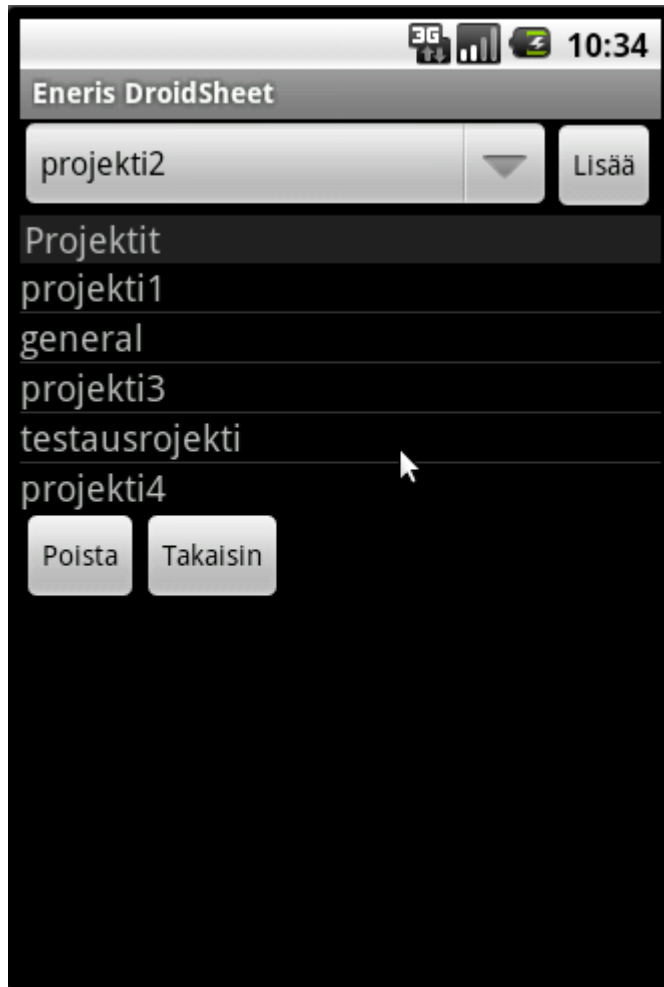 3G 10:34
Eneris DroidSheet
projekti2 Lisää
Projektit
projekti1
general
projekti3
testausrojekti
projekti4
Poista Takaisin